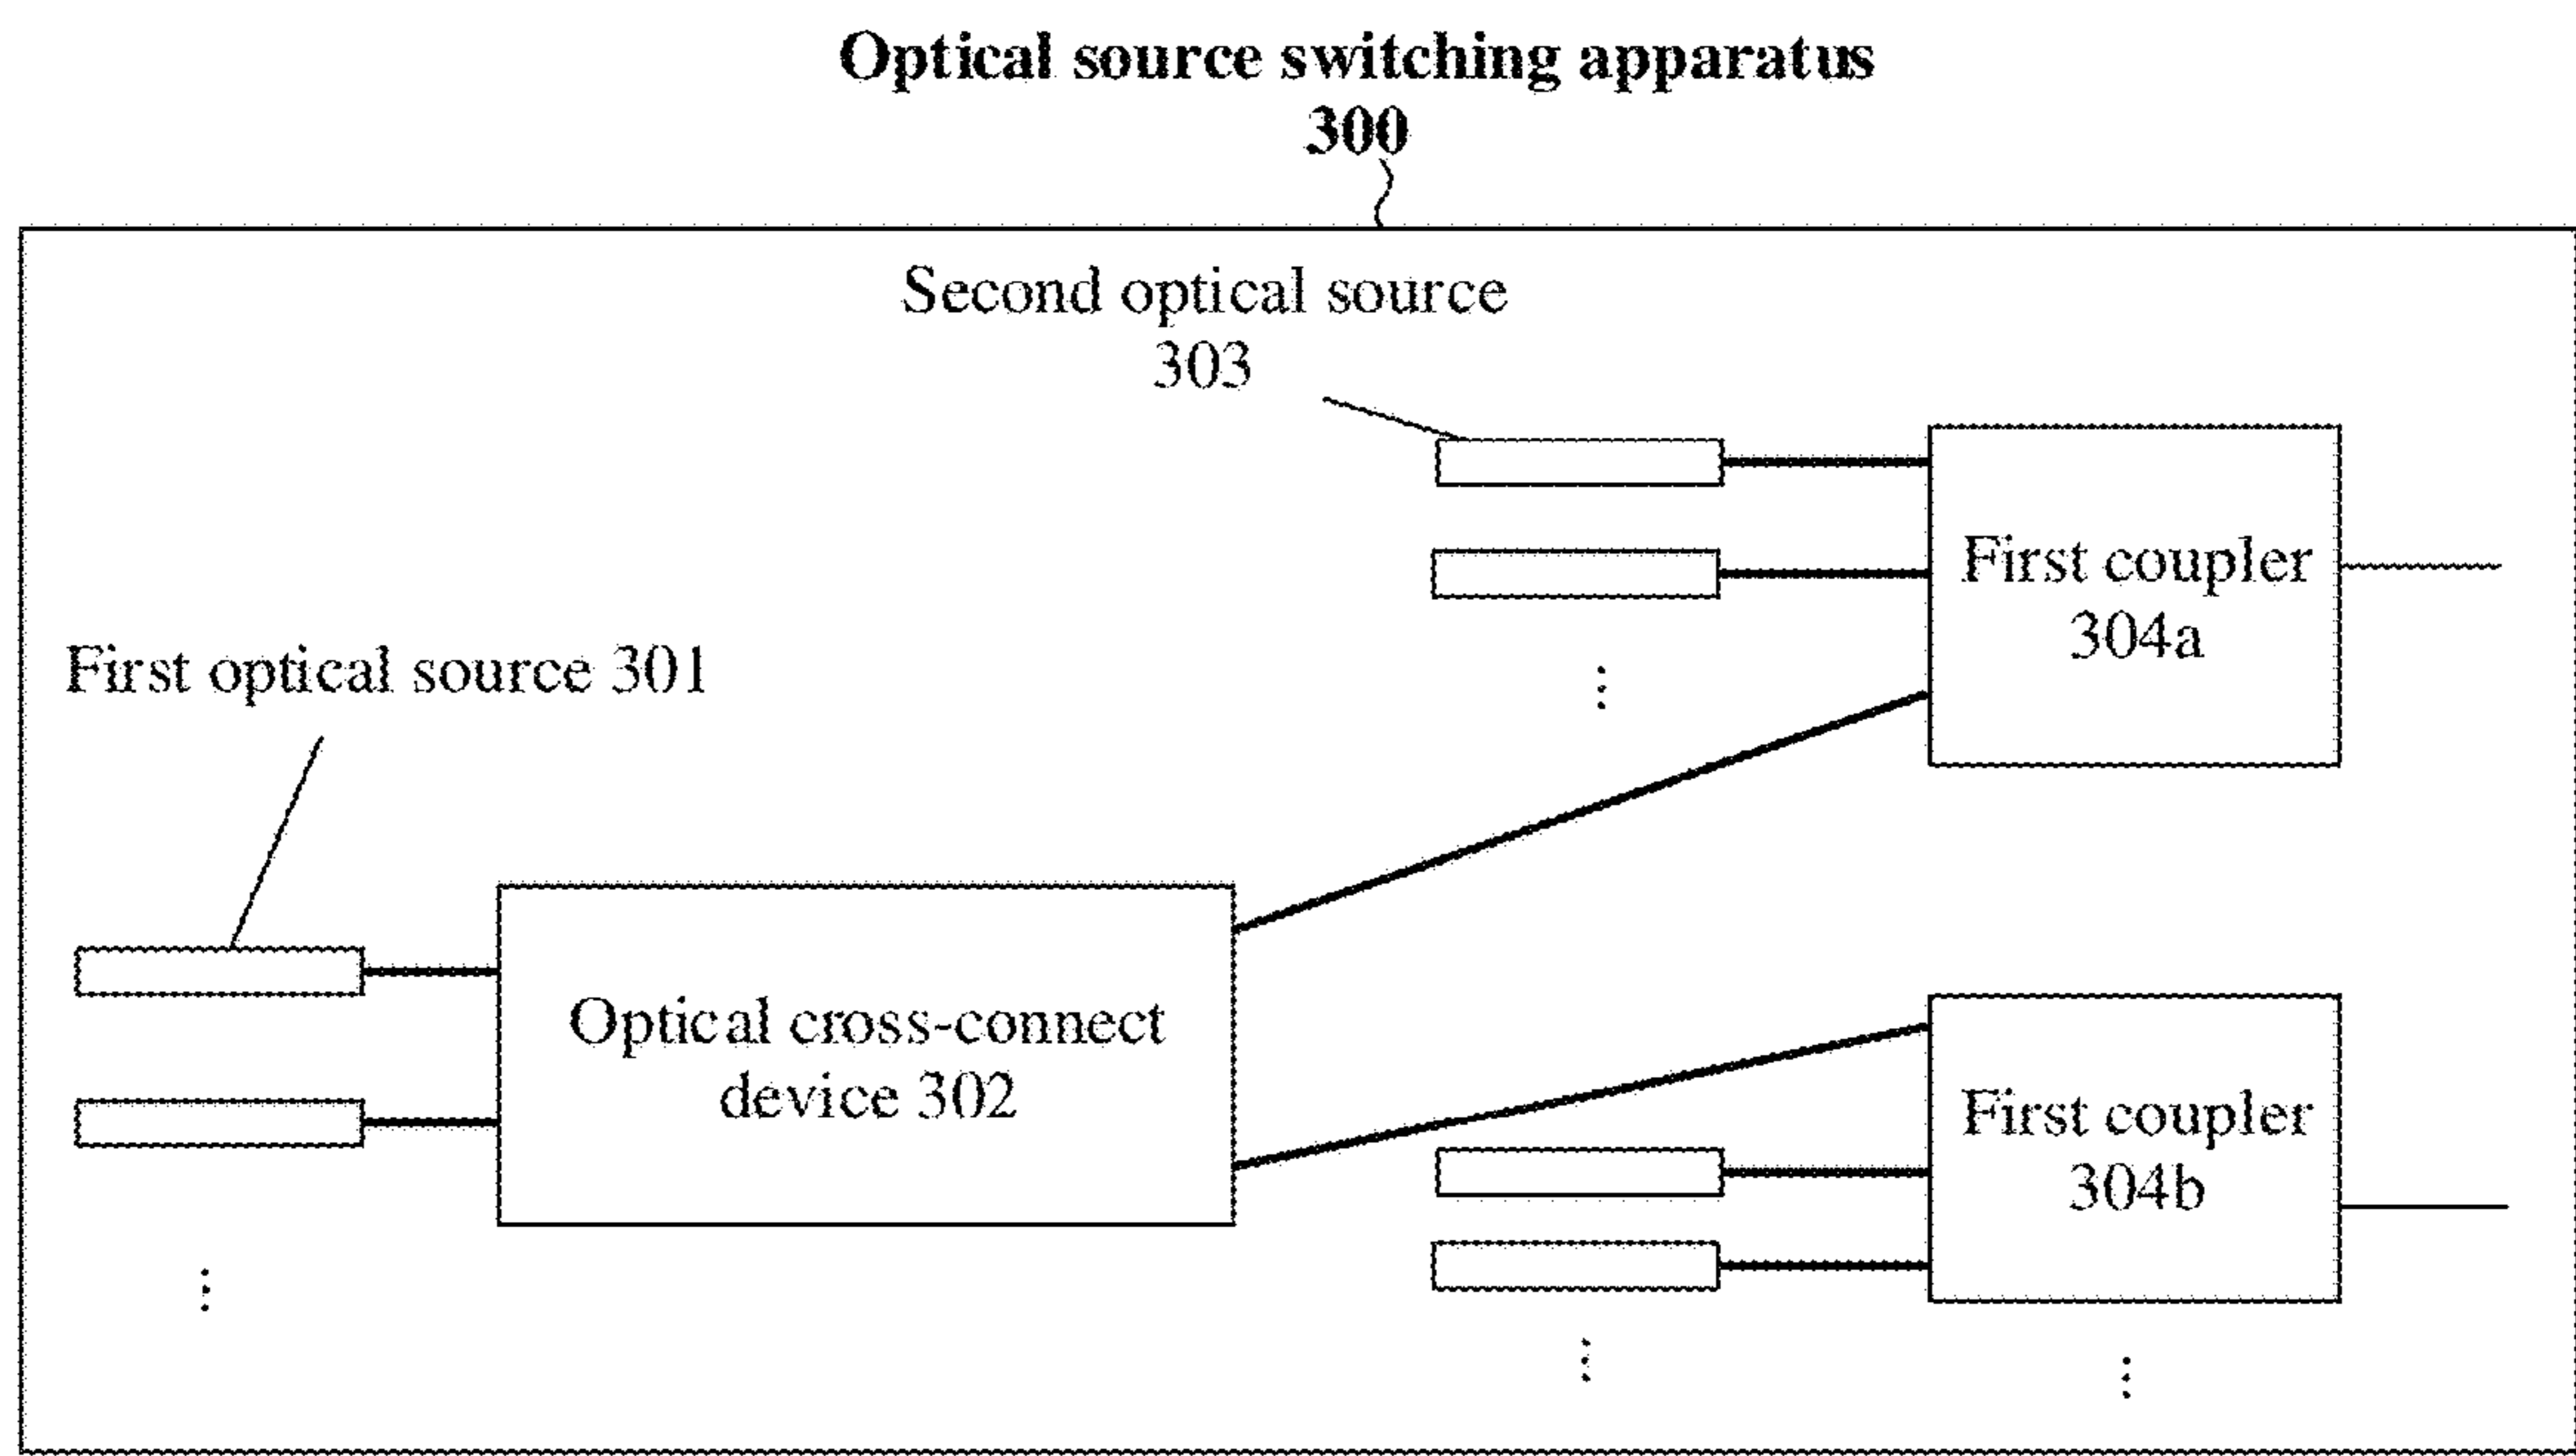 Optical source switching apparatus
300
Second optical source
303
First coupler
304a
First optical source 301
Optical cross-connect
device 302
First coupler
304b